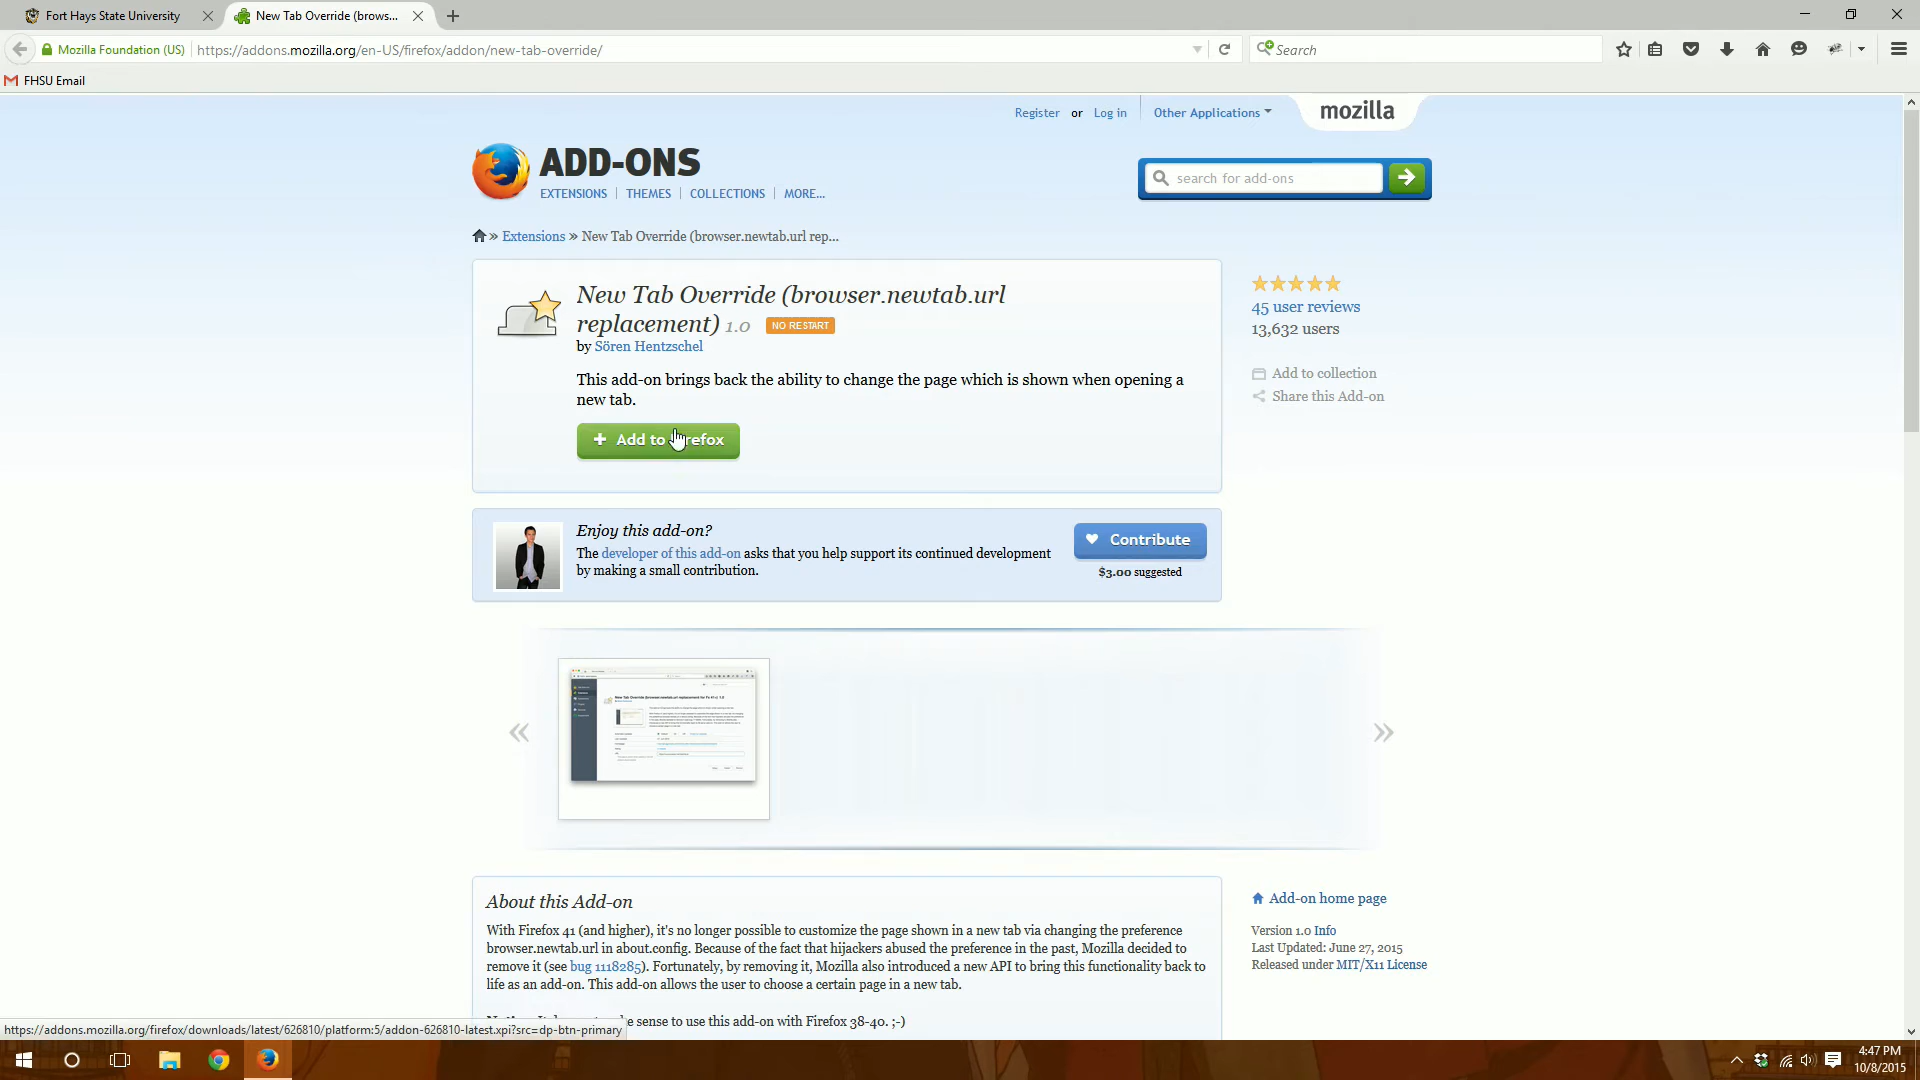 Fort Hays State University
New Tab Override (brows...
Mozilla Foundation (US)
https://addons.mozilla.org/en-US/firefox/addon/new-tab-override/
Search
FHSU Email
Register or Log in
Other Applications
mozilla
ADD-ONS
EXTENSIONS
THEMES
COLLECTIONS
MORE...
search for add-ons
» Extensions » New Tab Override (browser.newtab.url rep...
New Tab Override (browser.newtab.url
replacement) 1.0 NO RESTART
by Sören Hentzschel
This add-on brings back the ability to change the page which is shown when opening a
new tab.
Add to Firefox
45 user reviews
13,632 users
Add to collection
Share this Add-on
Enjoy this add-on?
The developer of this add-on asks that you help support its continued development
by making a small contribution.
Contribute
$3.00 suggested
«
»
About this Add-on
With Firefox 41 (and higher), it's no longer possible to customize the page shown in a new tab via changing the preference
browser.newtab.url in about:config. Because of the fact that hijackers abused the preference in the past, Mozilla decided to
remove it (see bug 1118285). Fortunately, by removing it, Mozilla also introduced a new API to bring this functionality back to
life as an add-on. This add-on allows the user to choose a certain page in a new tab.
sense to use this add-on with Firefox 38-40. ;-)
Add-on home page
Version 1.0 Info
Last Updated: June 27, 2015
Released under MIT/X11 License
https://addons.mozilla.org/firefox/downloads/latest/626810/platform:5/addon-626810-latest.xpi?src=dp-btn-primary
4:47 PM
10/8/2015